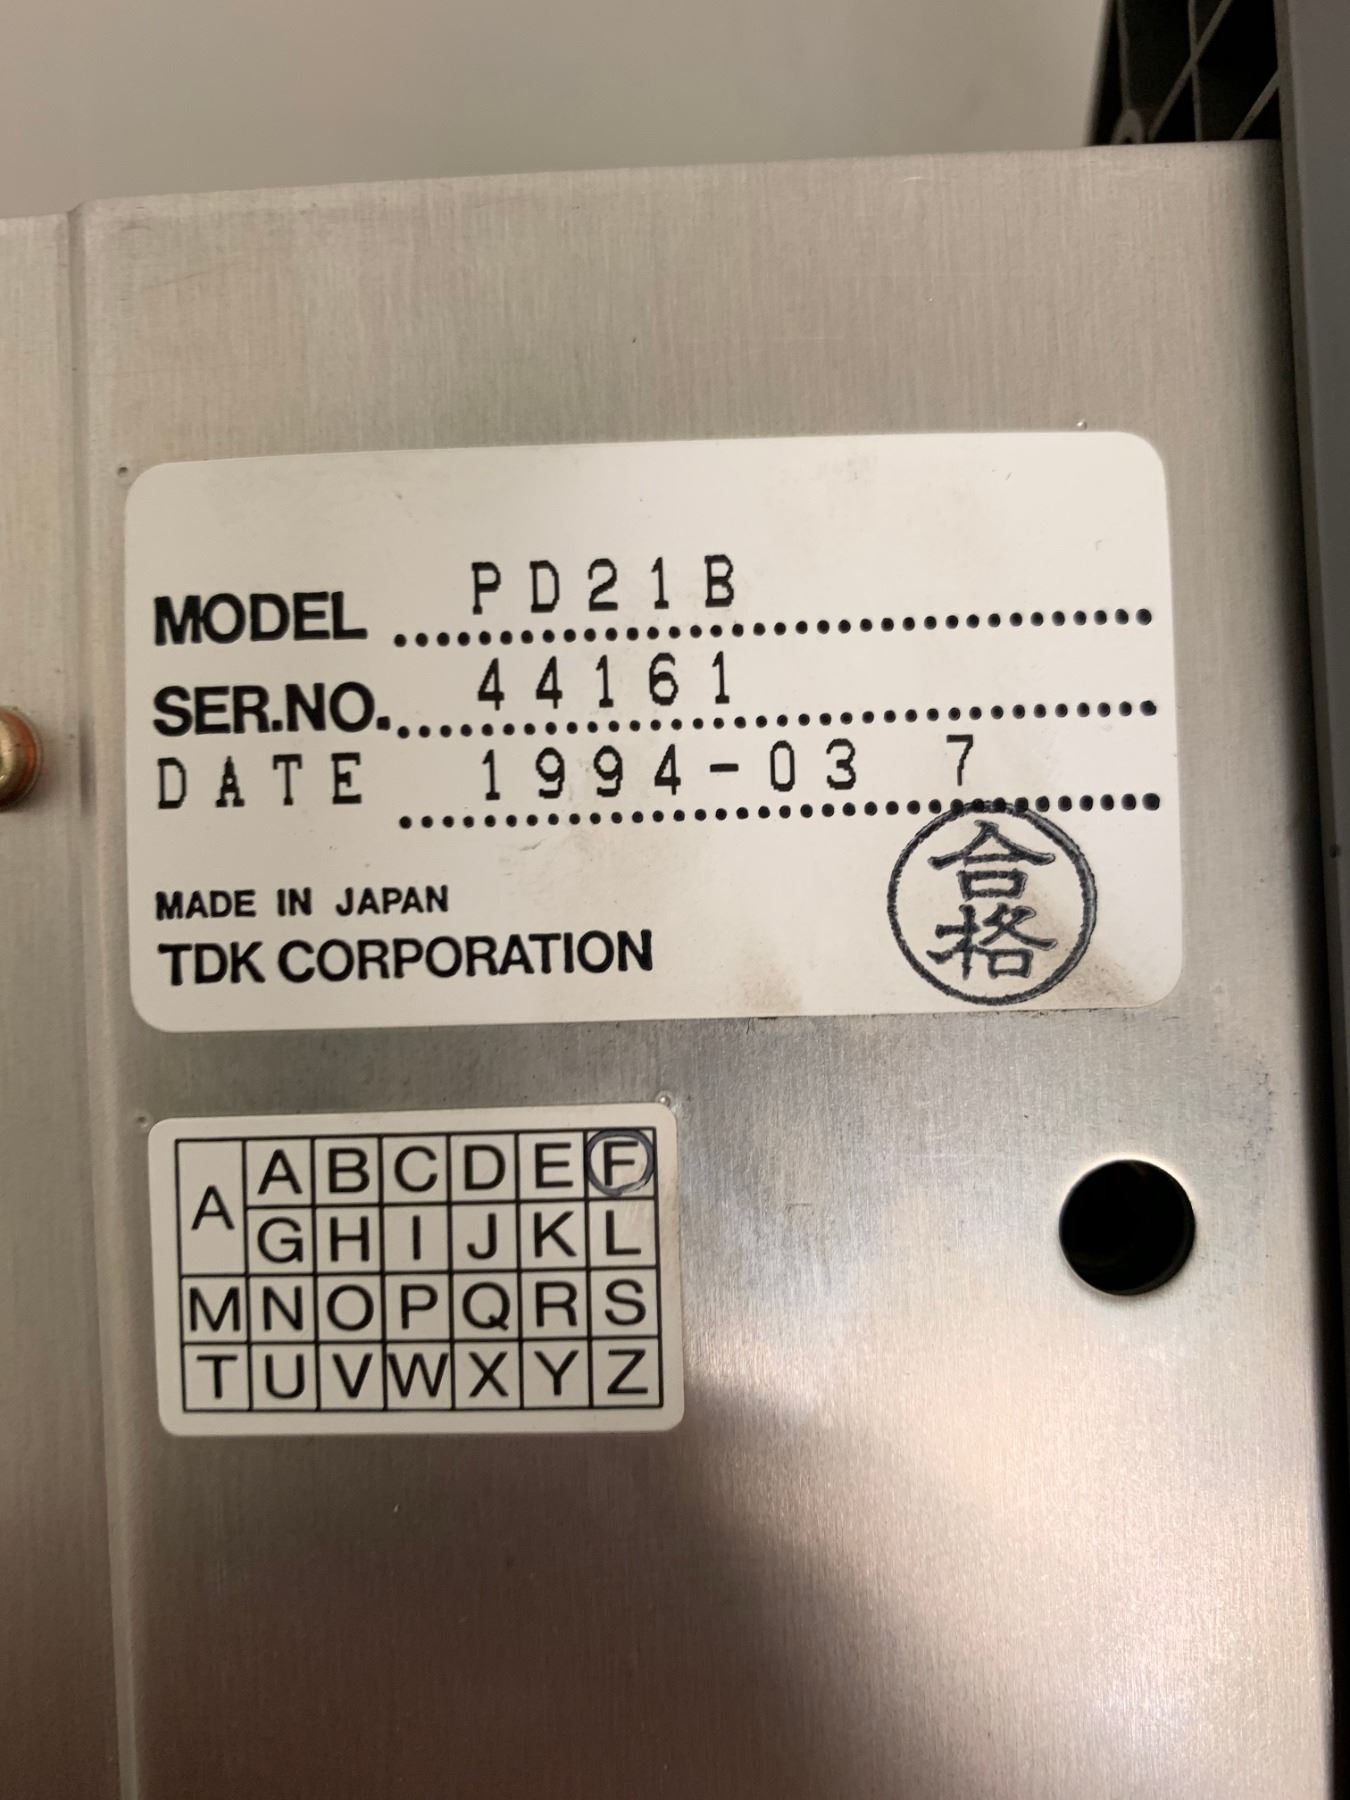 MODEL PD21B
SER.NO. 44161
DATE 1994-03 7
MADE IN JAPAN
TDK CORPORATION
合格
A A B C D E F
G H I J K L
M N O P Q R S
T U V W X Y Z